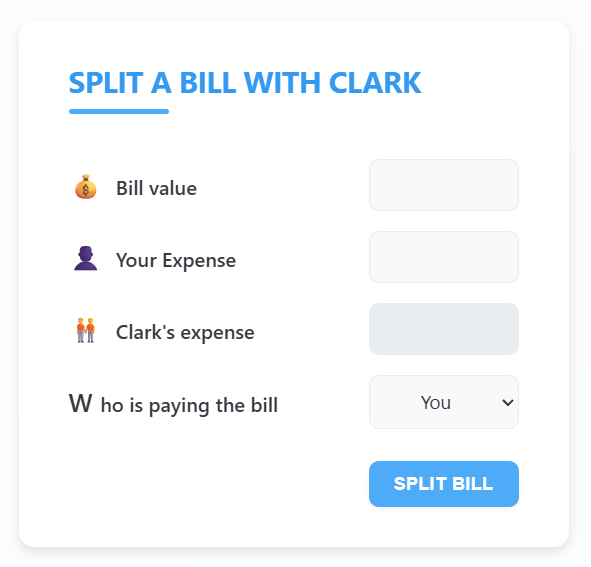 SPLIT A BILL WITH CLARK
💰 Bill value
👤 Your Expense
🧑‍🤝‍🧑 Clark's expense
W ho is paying the bill You
SPLIT BILL